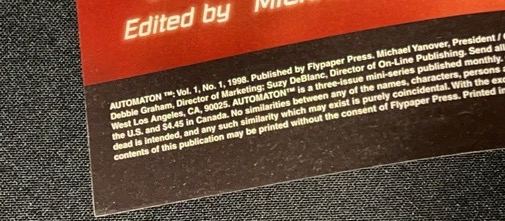 Edited by
AUTOMATON ™; Vol. 1, No. 1, 1998. Published by Flypaper Press. Michael Yanover, President /
Debbie Graham, Director of Marketing; Suzy DeBlanc, Director of On-Line Publishing. Send all
West Los Angeles, CA, 90025. AUTOMATON™ is a three-issue mini-series published monthly.
the U.S. and $4.45 in Canada. No similarities between any of the names, characters, persons
dead is intended, and any such similarity which may exist is purely coincidental. With the
contents of this publication may be printed without the consent of Flypaper Press. Printed in